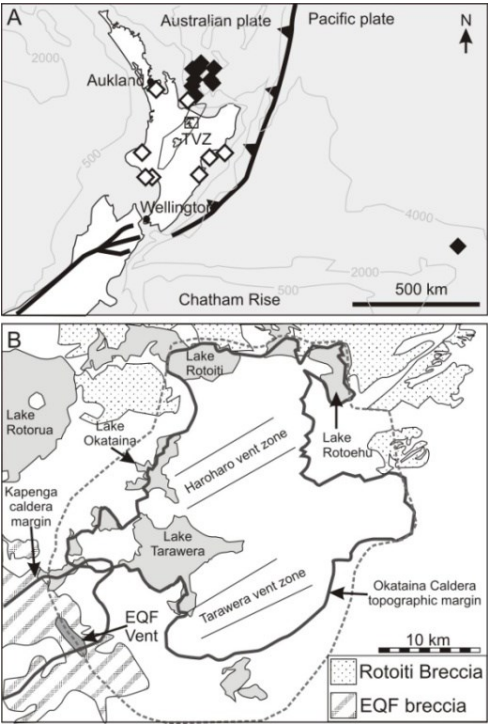 A
Australian plate
Pacific plate
N
2000
Aukland
TVZ
500
Wellington
4000
2000
Chatham Rise
500 km
B
Lake
Rotoiti
Lake
Rotorua
Lake
Okataina
Lake
Rotoehu
Haroharo vent zone
Kapenga
caldera
margin
Lake
Tarawera
Tarawera vent zone
Okataina Caldera
topographic margin
EQF
Vent
10 km
Rotoiti Breccia
EQF breccia